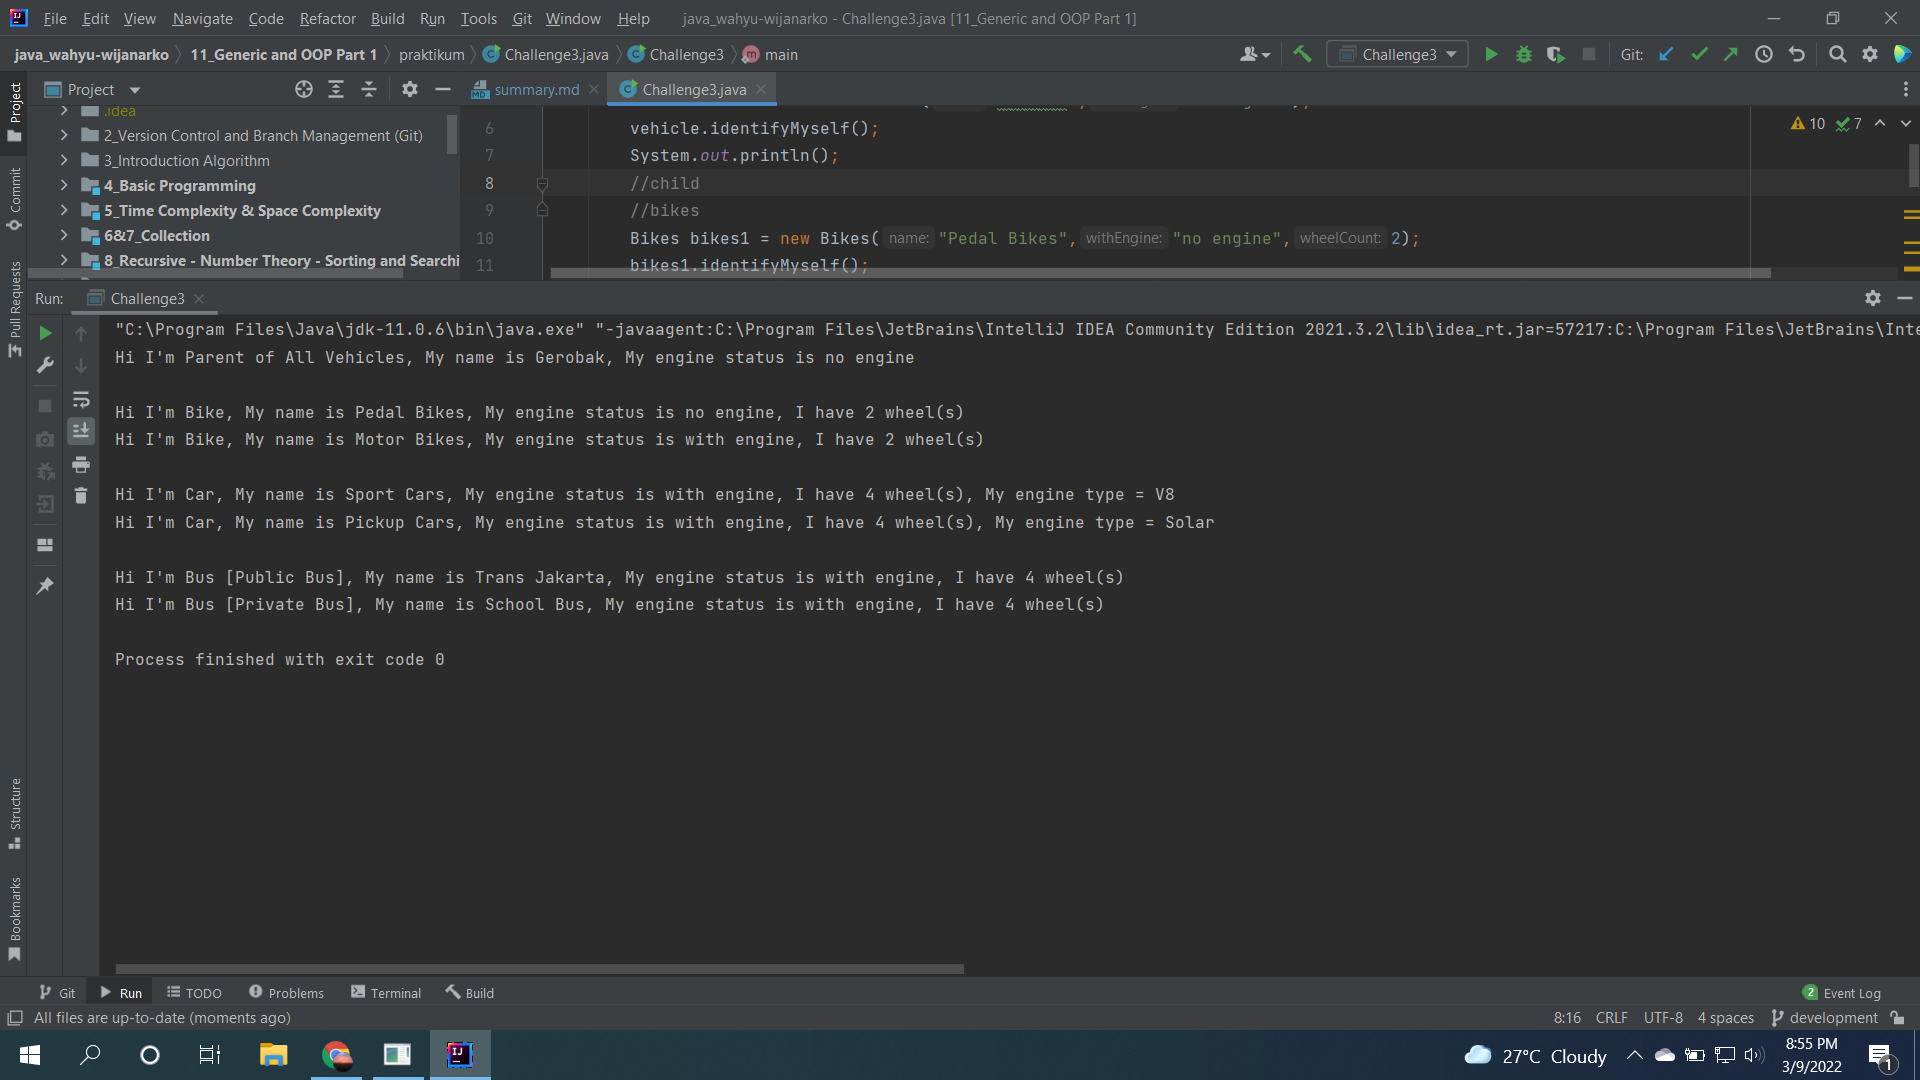 File Edit View Navigate Code Refactor Build Run Tools Git Window Help java_wahyu-wijanarko - Challenge3.java [11_Generic and OOP Part 1]
java_wahyu-wijanarko 11_Generic and OOP Part 1 praktikum Challenge3.java Challenge3 main Challenge3 Git:
Project summary.md Challenge3.java
.idea
2_Version Control and Branch Management (Git)
3_Introduction Algorithm
4_Basic Programming
5_Time Complexity & Space Complexity
6&7_Collection
8_Recursive - Number Theory - Sorting and Searchi
6 vehicle.identifyMyself();
7 System.out.println();
8 //child
9 //bikes
10 Bikes bikes1 = new Bikes( name: "Pedal Bikes", withEngine: "no engine", wheelCount: 2);
11 bikes1.identifyMyself();
10 7
Project
Commit
Pull Requests
Structure
Bookmarks
Run: Challenge3
"C:\Program Files\Java\jdk-11.0.6\bin\java.exe" "-javaagent:C:\Program Files\JetBrains\IntelliJ IDEA Community Edition 2021.3.2\lib\idea_rt.jar=57217:C:\Program Files\JetBrains\Inte
Hi I'm Parent of All Vehicles, My name is Gerobak, My engine status is no engine
Hi I'm Bike, My name is Pedal Bikes, My engine status is no engine, I have 2 wheel(s)
Hi I'm Bike, My name is Motor Bikes, My engine status is with engine, I have 2 wheel(s)
Hi I'm Car, My name is Sport Cars, My engine status is with engine, I have 4 wheel(s), My engine type = V8
Hi I'm Car, My name is Pickup Cars, My engine status is with engine, I have 4 wheel(s), My engine type = Solar
Hi I'm Bus [Public Bus], My name is Trans Jakarta, My engine status is with engine, I have 4 wheel(s)
Hi I'm Bus [Private Bus], My name is School Bus, My engine status is with engine, I have 4 wheel(s)
Process finished with exit code 0
Git Run TODO Problems Terminal Build 2 Event Log
All files are up-to-date (moments ago) 8:16 CRLF UTF-8 4 spaces development
27°C Cloudy 8:55 PM
3/9/2022 1